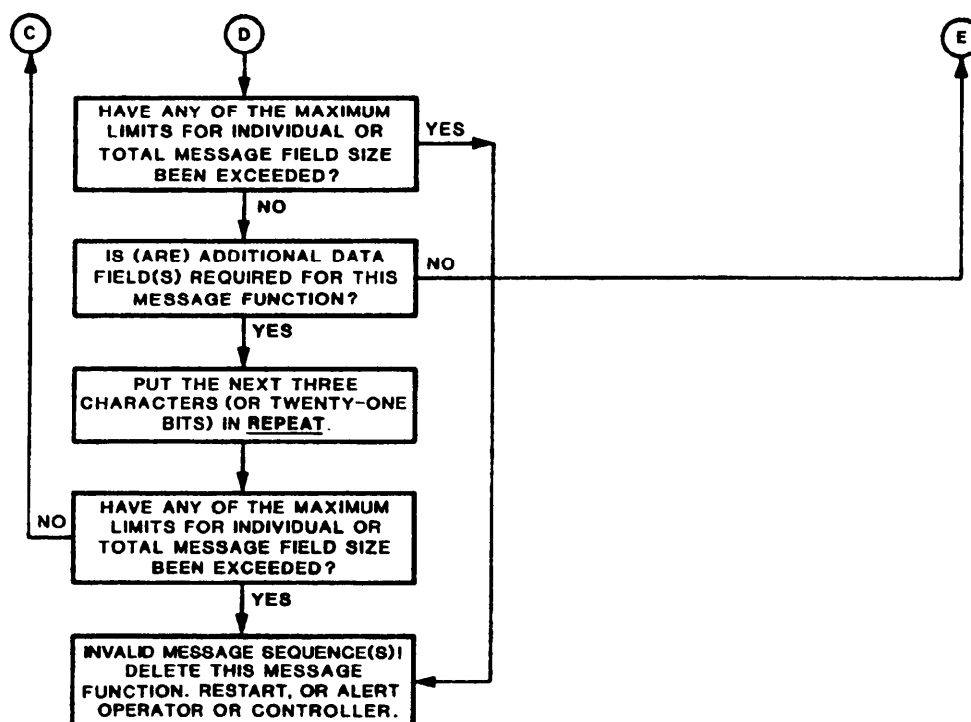 C
D
E
HAVE ANY OF THE MAXIMUM
LIMITS FOR INDIVIDUAL OR
TOTAL MESSAGE FIELD SIZE
BEEN EXCEEDED?
YES
NO
IS (ARE) ADDITIONAL DATA
FIELD(S) REQUIRED FOR THIS
MESSAGE FUNCTION?
NO
YES
PUT THE NEXT THREE
CHARACTERS (OR TWENTY-ONE
BITS) IN REPEAT.
HAVE ANY OF THE MAXIMUM
LIMITS FOR INDIVIDUAL OR
TOTAL MESSAGE FIELD SIZE
BEEN EXCEEDED?
NO
YES
INVALID MESSAGE SEQUENCE(S)!
DELETE THIS MESSAGE
FUNCTION. RESTART, OR ALERT
OPERATOR OR CONTROLLER.